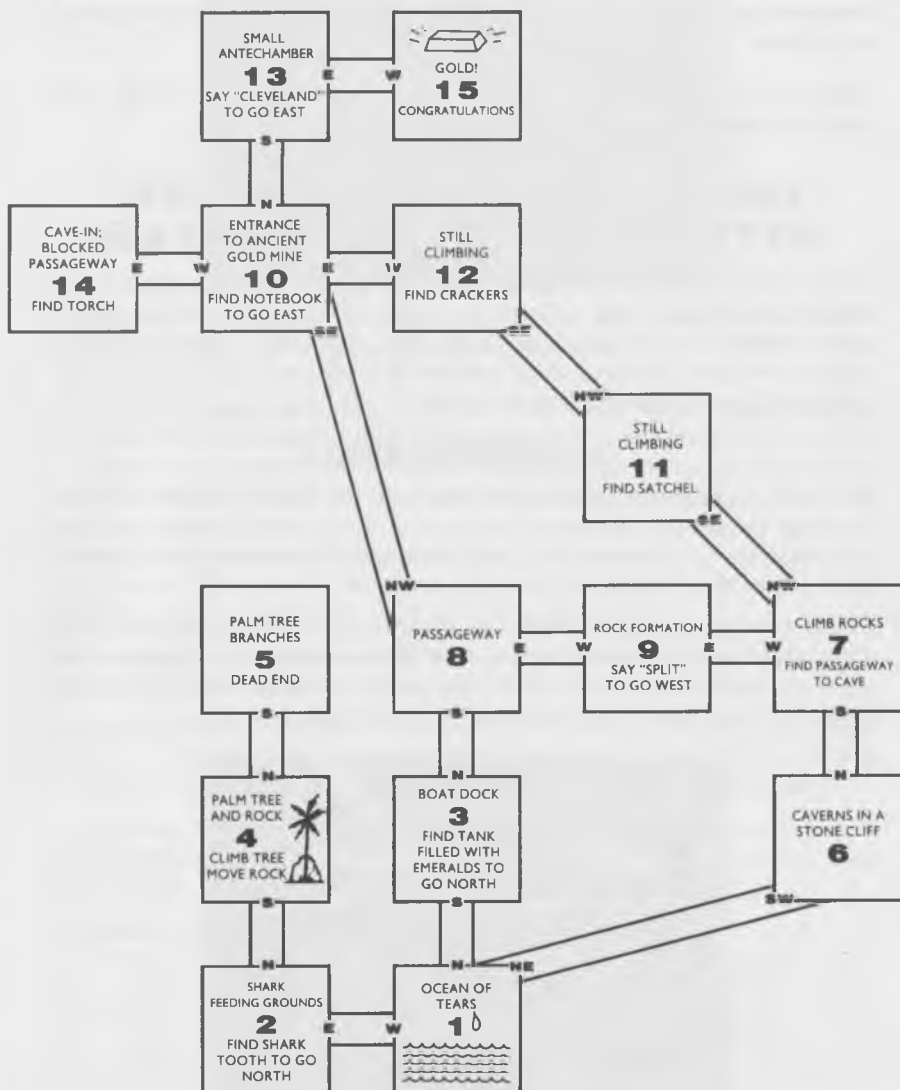 SMALL
ANTECHAMBER
13
SAY "CLEVELAND"
TO GO EAST
E
S
W
GOLD!
15
CONGRATULATIONS
CAVE-IN;
BLOCKED
PASSAGEWAY
14
FIND TORCH
E
N
W
ENTRANCE
TO ANCIENT
GOLD MINE
10
FIND NOTEBOOK
TO GO EAST
E
SE
W
STILL
CLIMBING
12
FIND CRACKERS
SE
NW
STILL
CLIMBING
11
FIND SATCHEL
SE
PALM TREE
BRANCHES
5
DEAD END
S
NW
PASSAGEWAY
8
E
S
W
ROCK FORMATION
9
SAY "SPLIT"
TO GO WEST
E
NW
W
CLIMB ROCKS
7
FIND PASSAGEWAY
TO CAVE
S
N
PALM TREE
AND ROCK
4
CLIMB TREE
MOVE ROCK
S
N
BOAT DOCK
3
FIND TANK
FILLED WITH
EMERALDS TO
GO NORTH
S
N
CAVERNS IN A
STONE CLIFF
6
SW
N
SHARK
FEEDING GROUNDS
2
FIND SHARK
TOOTH TO GO
NORTH
E
N
NE
W
OCEAN OF
TEARS
1